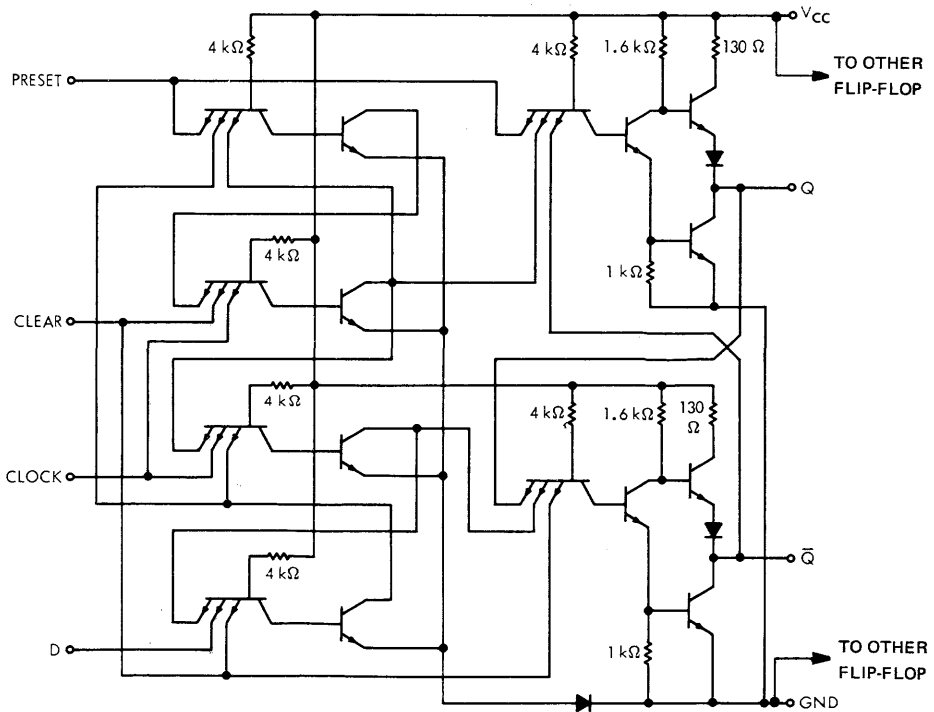 VCC
4 kΩ
4 kΩ
1.6 kΩ
130 Ω
TO OTHER
FLIP-FLOP
PRESET
Q
4 kΩ
1 kΩ
CLEAR
4 kΩ
4 kΩ
1.6 kΩ
130
Ω
CLOCK
4 kΩ
Q̅
D
1 kΩ
TO OTHER
FLIP-FLOP
GND